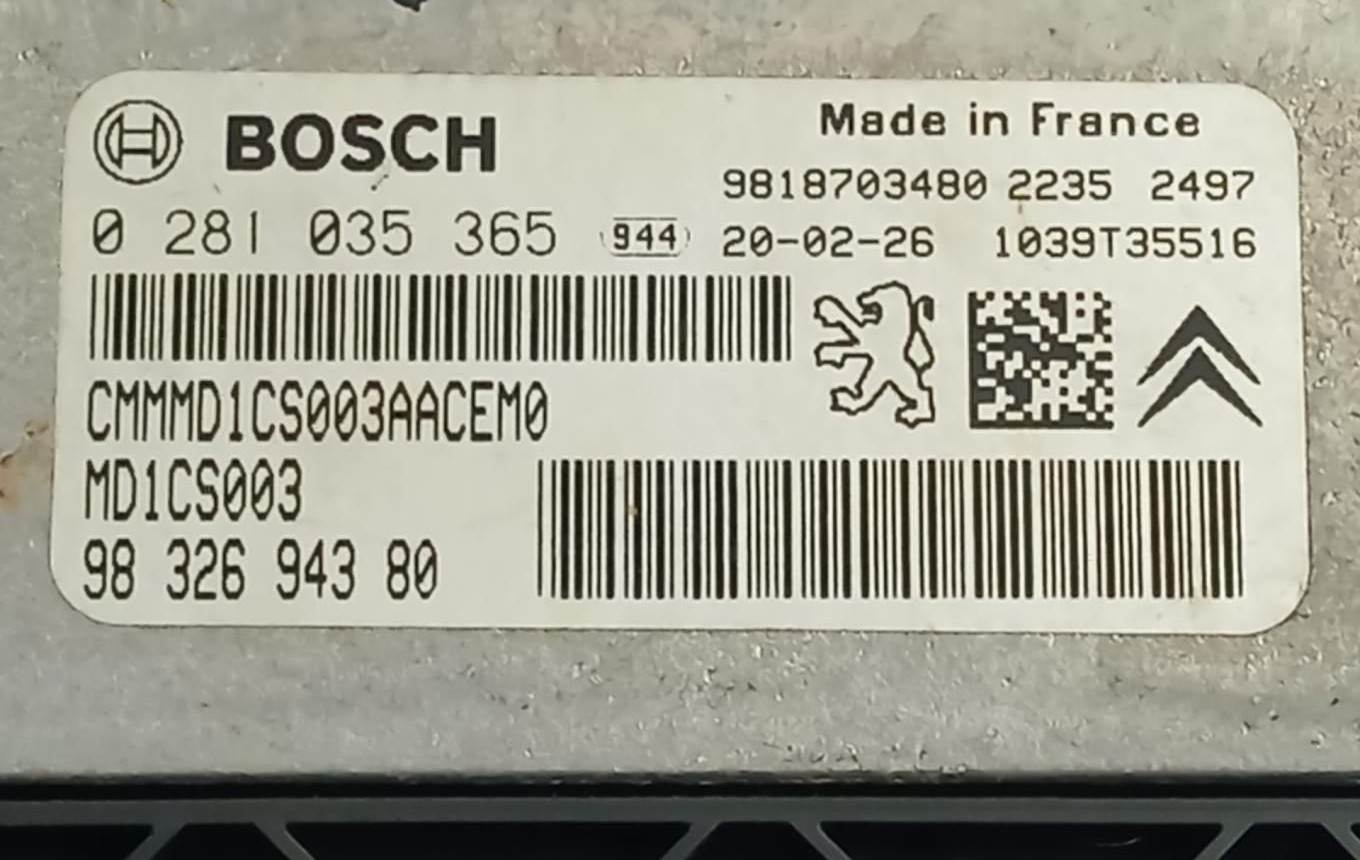 BOSCH
Made in France
9818703480 2235 2497
0 281 035 365 944 20-02-26 1039T35516
CMMMD1CS003AACEM0
MD1CS003
98 326 943 80